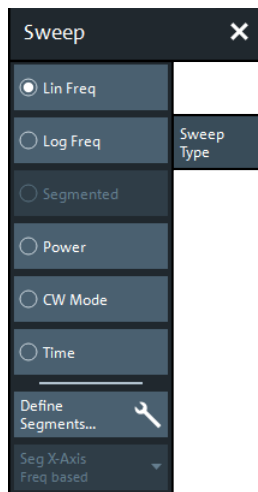 Sweep
Lin Freq
Log Freq
Sweep
Type
Segmented
Power
CW Mode
Time
Define
Segments...
Seg X-Axis
Freq based